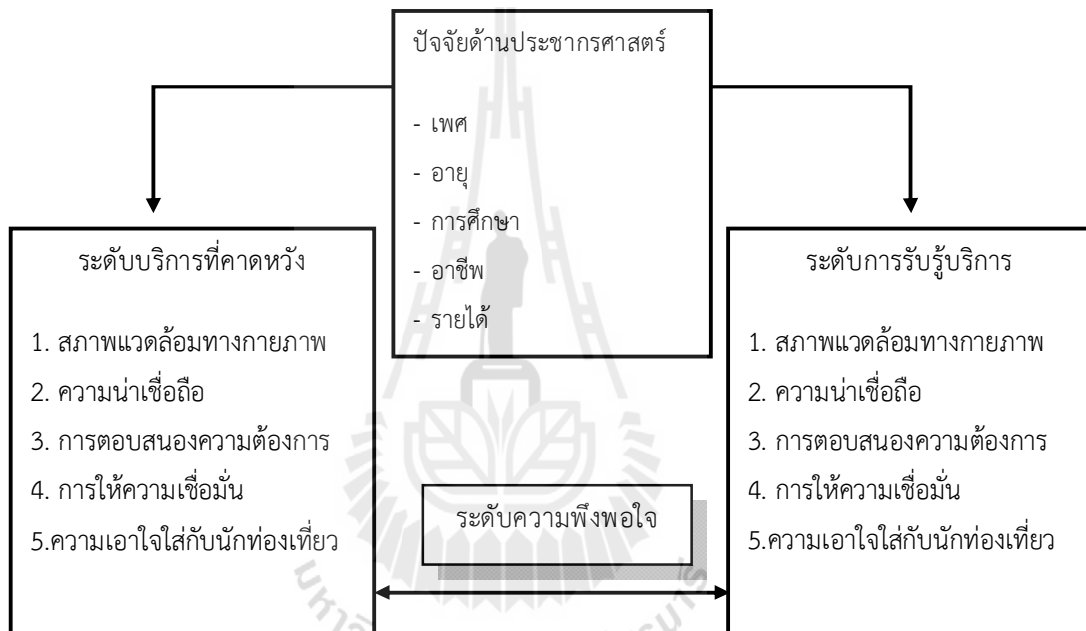 ปัจจัยด้านประชากรศาสตร์
- เพศ
- อายุ
- การศึกษา
- อาชีพ
- รายได้
ระดับบริการที่คาดหวัง
1. สภาพแวดล้อมทางกายภาพ
2. ความน่าเชื่อถือ
3. การตอบสนองความต้องการ
4. การให้ความเชื่อมั่น
5.ความเอาใจใส่กับนักท่องเที่ยว
ระดับความพึงพอใจ
ระดับการรับรู้บริการ
1. สภาพแวดล้อมทางกายภาพ
2. ความน่าเชื่อถือ
3. การตอบสนองความต้องการ
4. การให้ความเชื่อมั่น
5.ความเอาใจใส่กับนักท่องเที่ยว